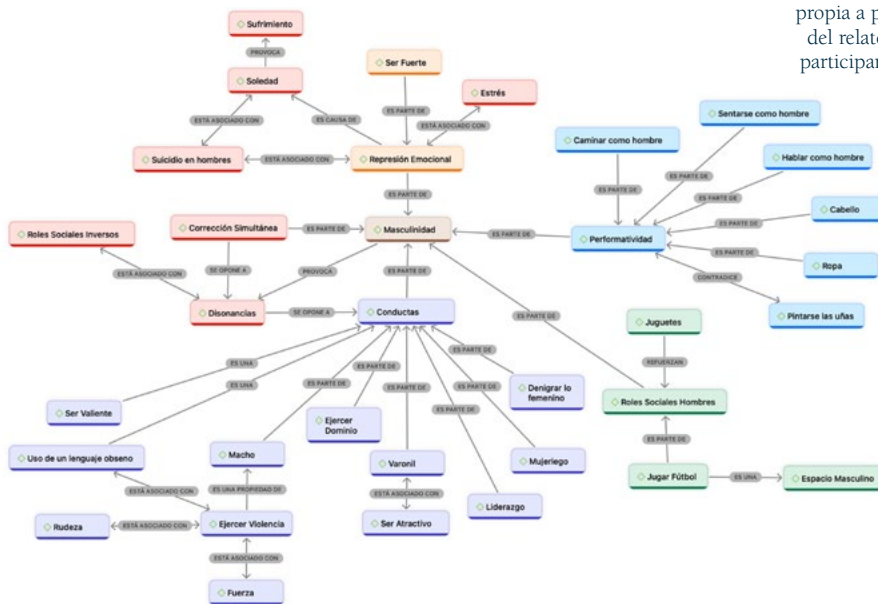 propia a p
del relato
participar
Sufrimiento
PROVOCA
Ser Fuerte
Soledad
Estrés
ES PARTE DE
ESTÁ ASOCIADO CON
ES CAUSA DE
ESTÁ ASOCIADO CON
Suicidio en hombres
ESTÁ ASOCIADO CON
Represión Emocional
ES PARTE DE
Sentarse como hombre
Caminar como hombre
ES PARTE DE
Hablar como hombre
ES PARTE DE
ES PARTE DE
Cabello
ES PARTE DE
Roles Sociales Inversos
Corrección Simultánea
ES PARTE DE
Masculinidad
ES PARTE DE
Performatividad
ES PARTE DE
Ropa
ESTÁ ASOCIADO CON
SE OPONE A
PROVOCA
ES PARTE DE
CONTRADICE
Disonancias
SE OPONE A
Conductas
Pintarse las uñas
ES PARTE DE
Juguetes
REFUERZAN
Roles Sociales Hombres
ES PARTE DE
Jugar Fútbol
ES UNA
Espacio Masculino
ES UNA
ES UNA
ES PARTE DE
ES PARTE DE
ES PARTE DE
ES PARTE DE
ES PARTE DE
ES PARTE DE
Denigrar lo
femenino
Ser Valiente
Ejercer
Dominio
Uso de un lenguaje obseno
Macho
Varonil
Mujeriego
ESTÁ ASOCIADO CON
ES UNA PROPIEDAD DE
ESTÁ ASOCIADO CON
Liderazgo
Rudeza
ESTÁ ASOCIADO CON
Ejercer Violencia
Ser Atractivo
ESTÁ ASOCIADO CON
Fuerza